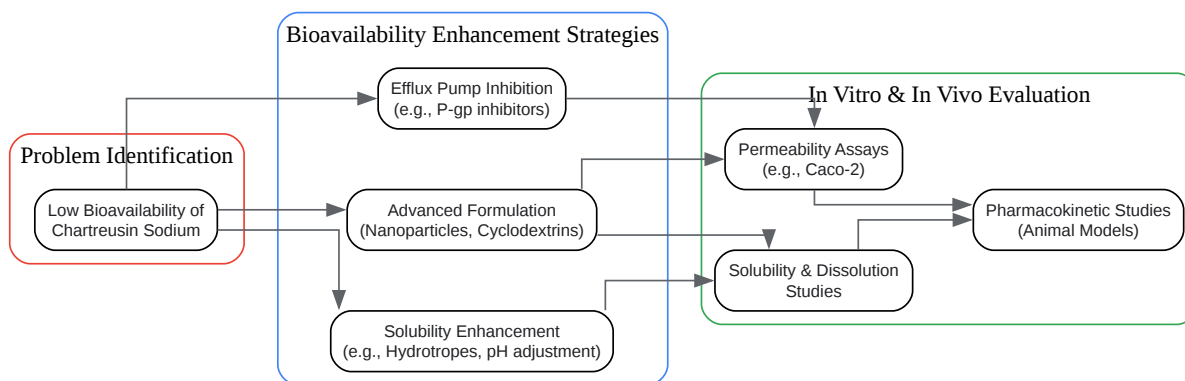 Problem Identification
Low Bioavailability of
Chartreusin Sodium
Bioavailability Enhancement Strategies
Efflux Pump Inhibition
(e.g., P-gp inhibitors)
Advanced Formulation
(Nanoparticles, Cyclodextrins)
Solubility Enhancement
(e.g., Hydrotropes, pH adjustment)
In Vitro & In Vivo Evaluation
Permeability Assays
(e.g., Caco-2)
Solubility & Dissolution
Studies
Pharmacokinetic Studies
(Animal Models)